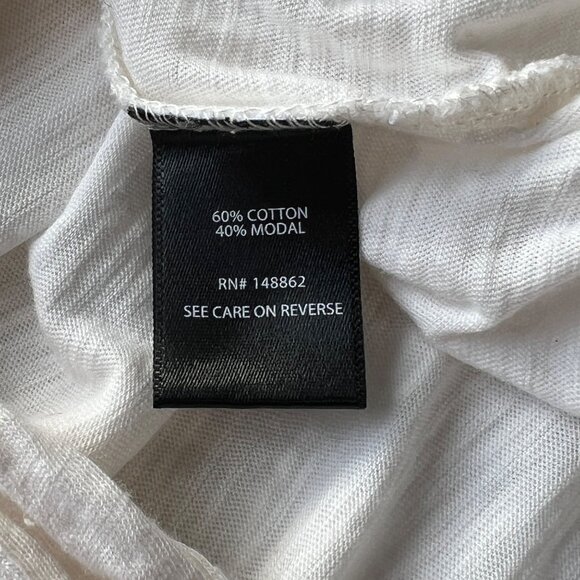 60% COTTON
40% MODAL
RN# 148862
SEE CARE ON REVERSE